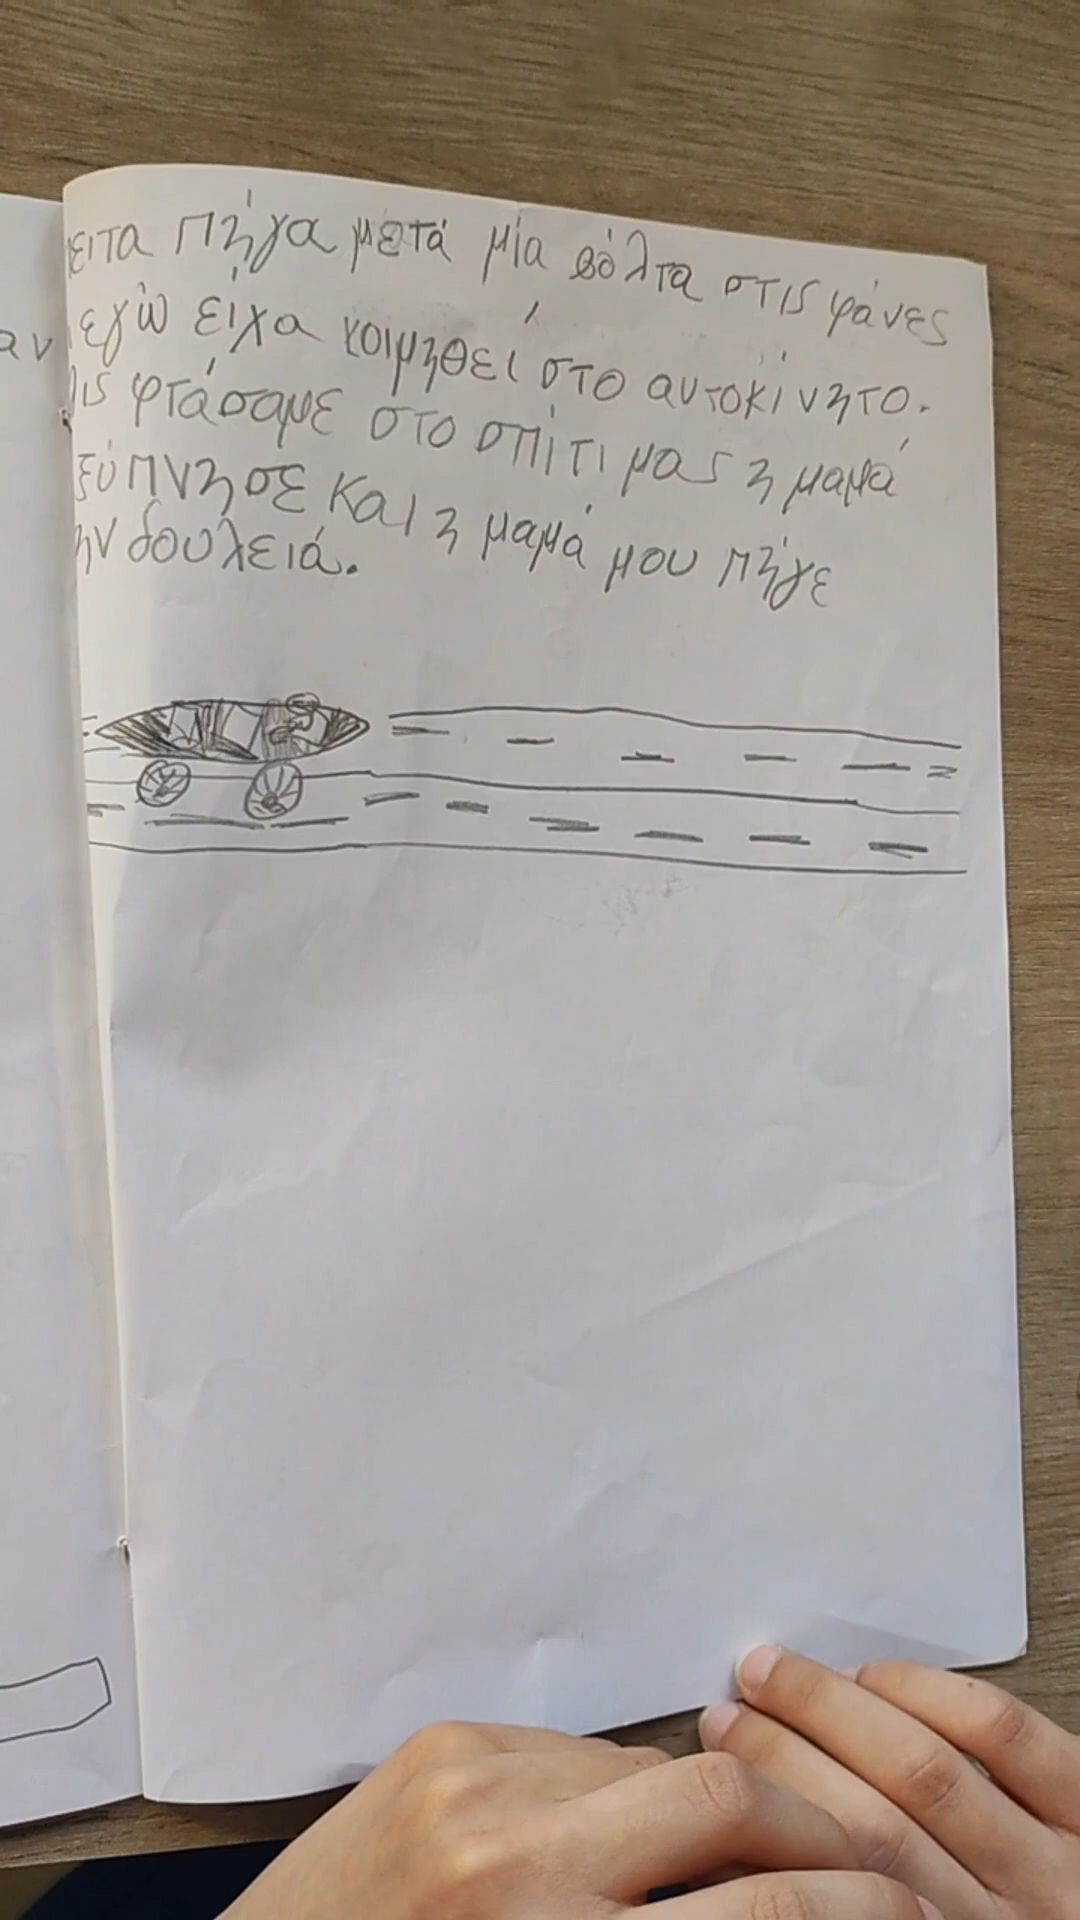 ειτα πήγα μετά μία βόλτα στις φάνες
εγώ είχα κοιμηθεί στο αυτοκίνητο.
λις φτάσαμε στο σπίτι μας η μαμά
ξύπνησε και η μαμά μου πήγε
ην δουλειά.
αν